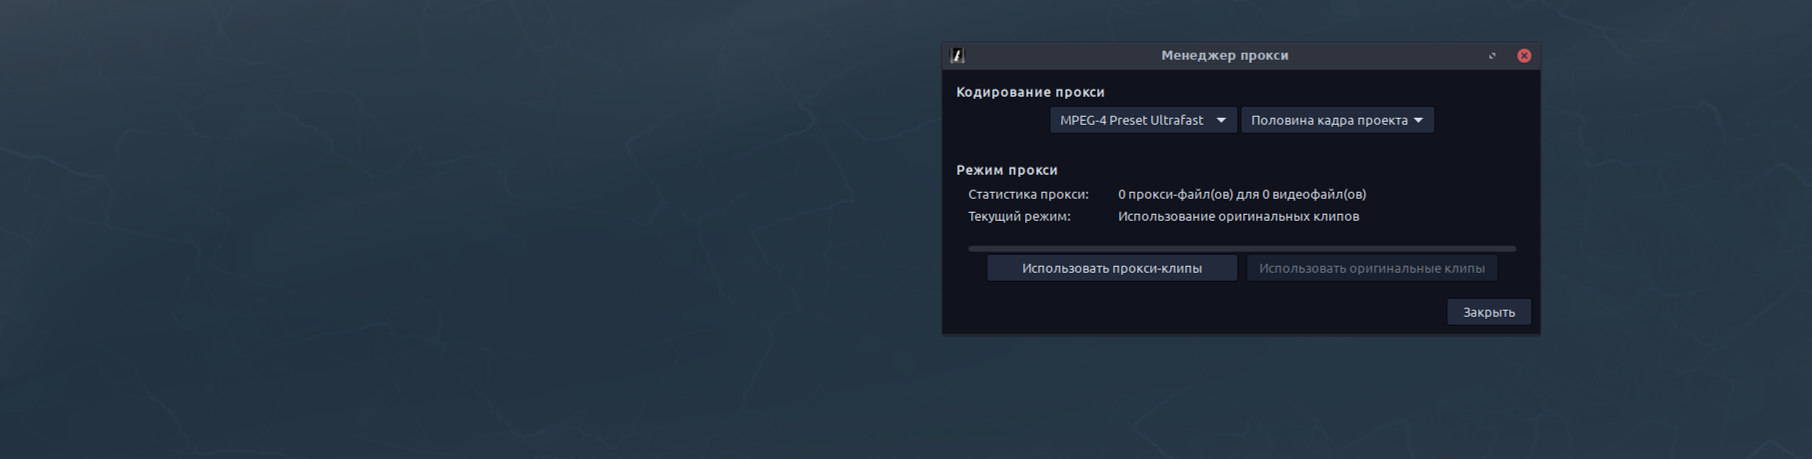 Менеджер прокси
Кодирование прокси
MPEG-4 Preset Ultrafast Половина кадра проекта
Режим прокси
Статистика прокси: 0 прокси-файл(ов) для 0 видеофайл(ов)
Текущий режим: Использование оригинальных клипов
Использовать прокси-клипы Использовать оригинальные клипы
Закрыть